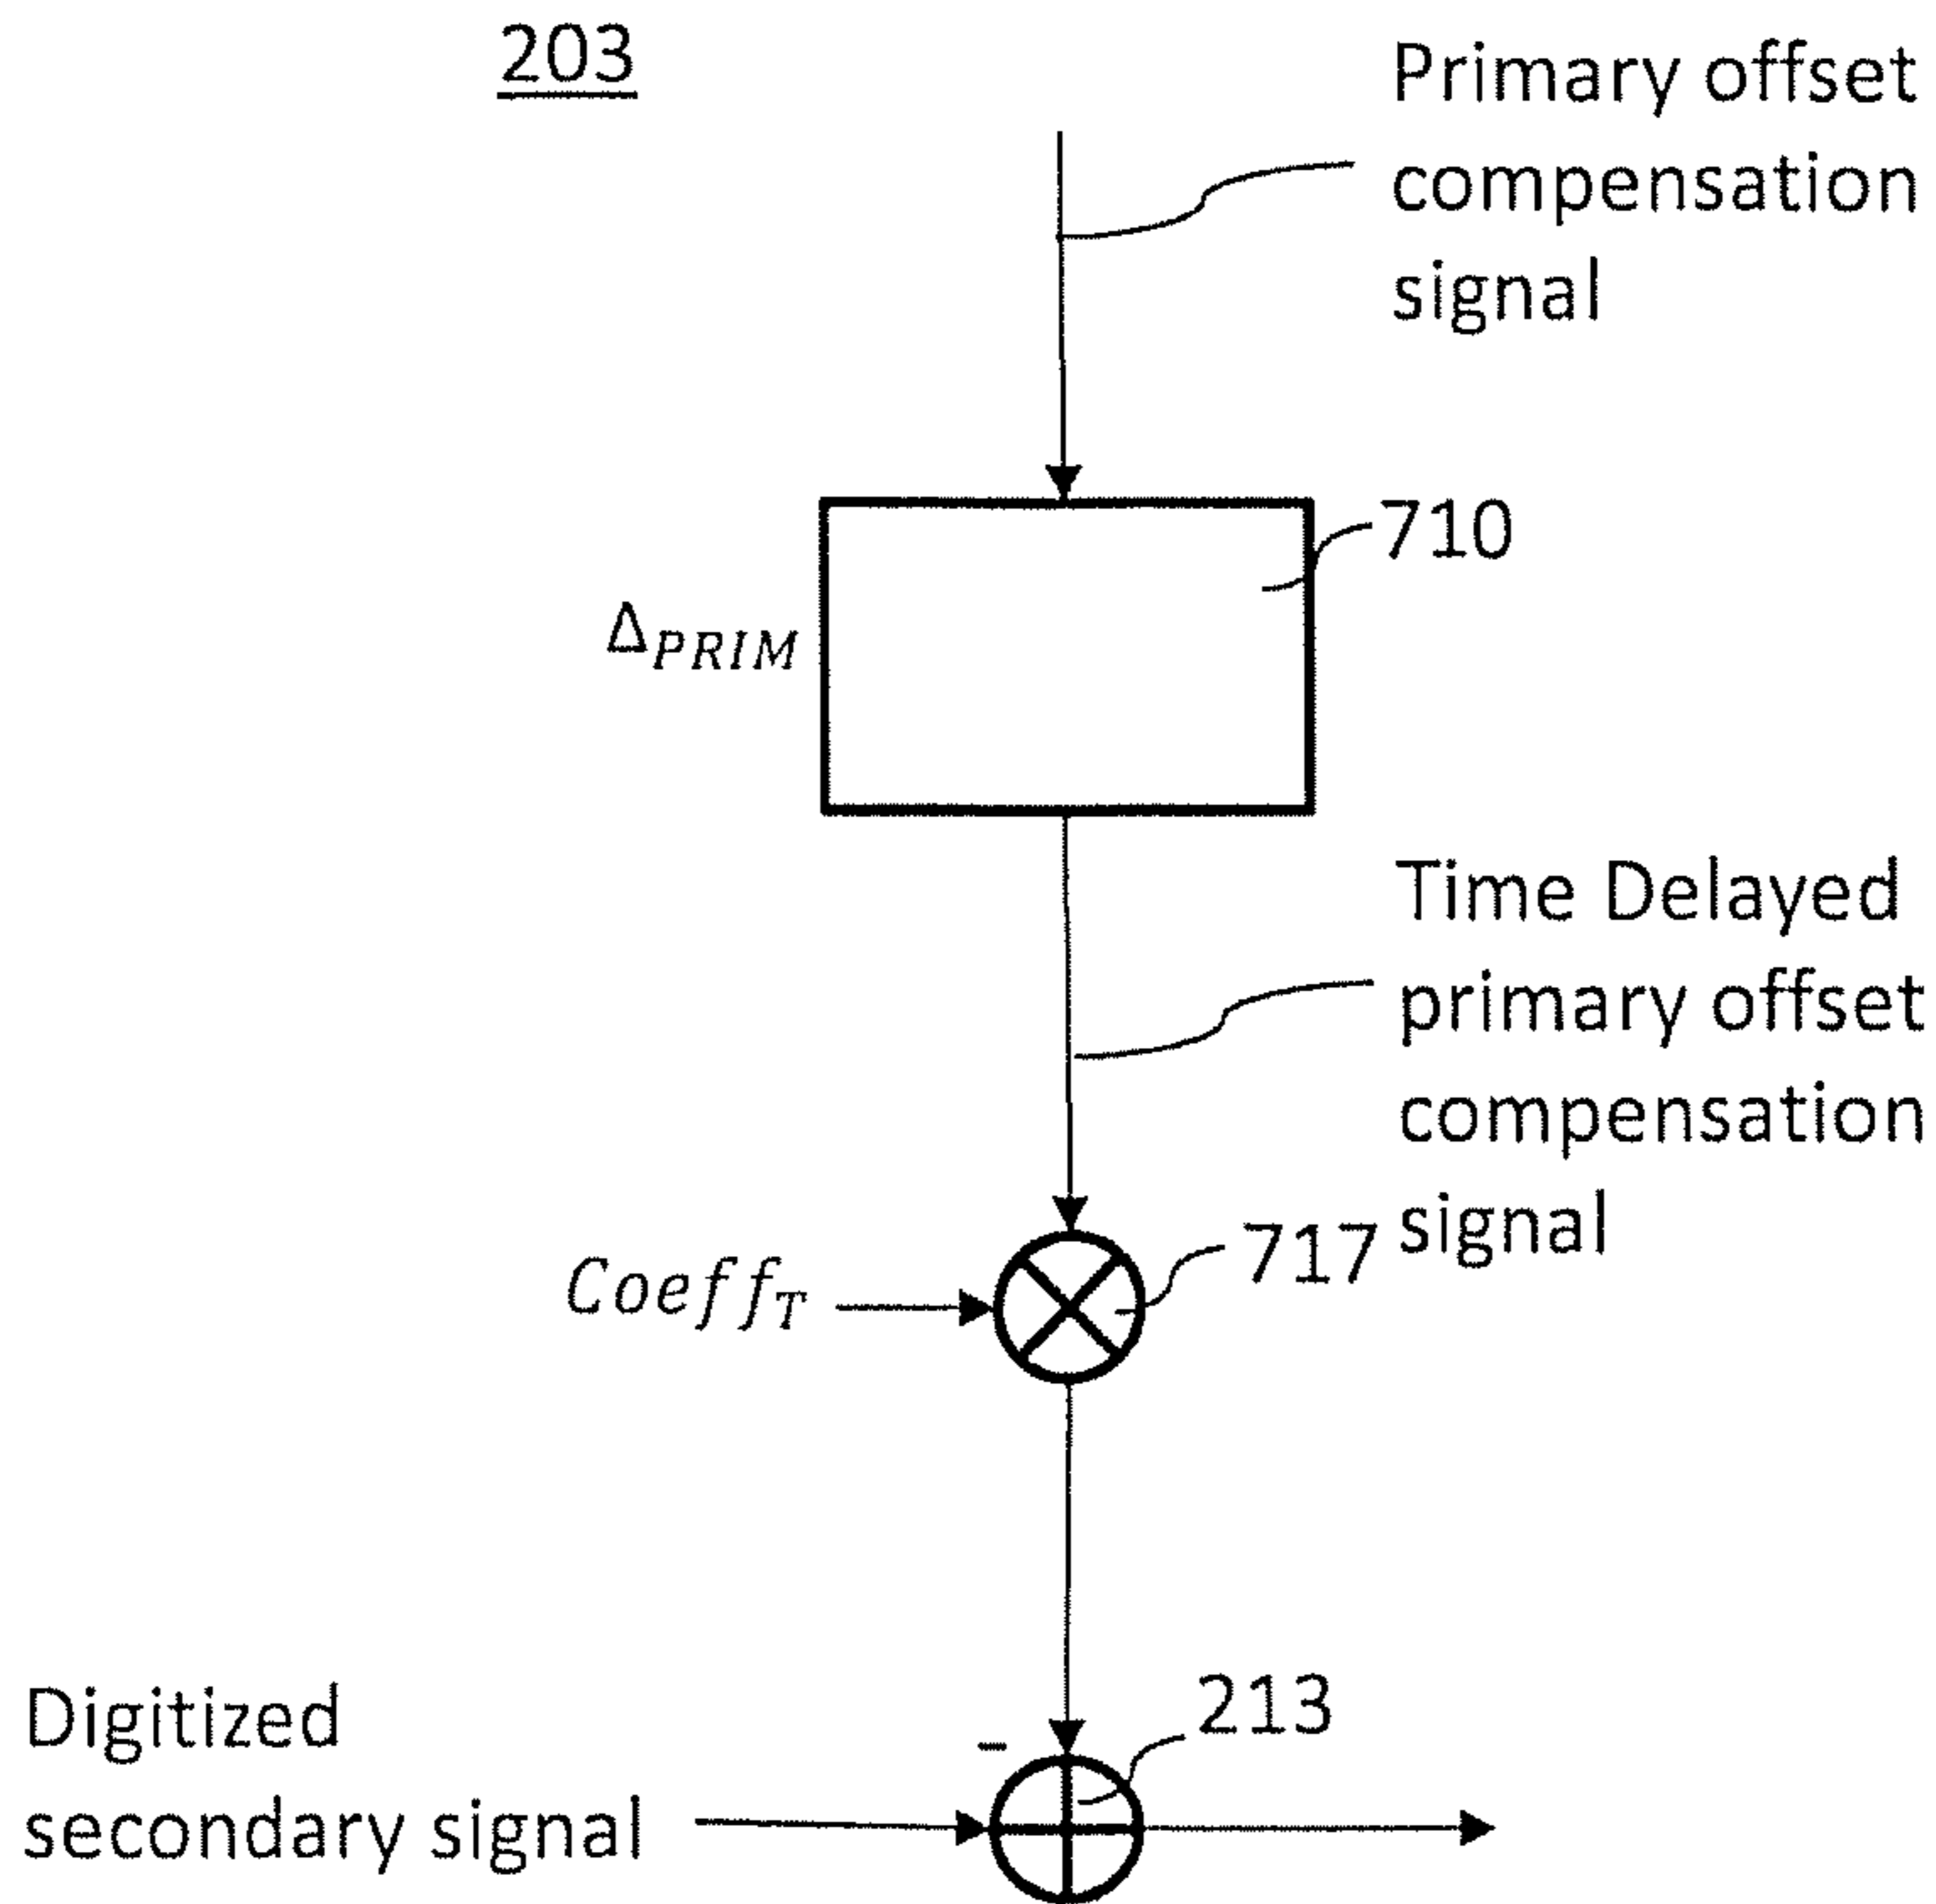 203
Primary offset
compensation
signal
710
Δ_PRIM
Time Delayed
primary offset
compensation
signal
717
Coeff_T
213
-
Digitized
secondary signal